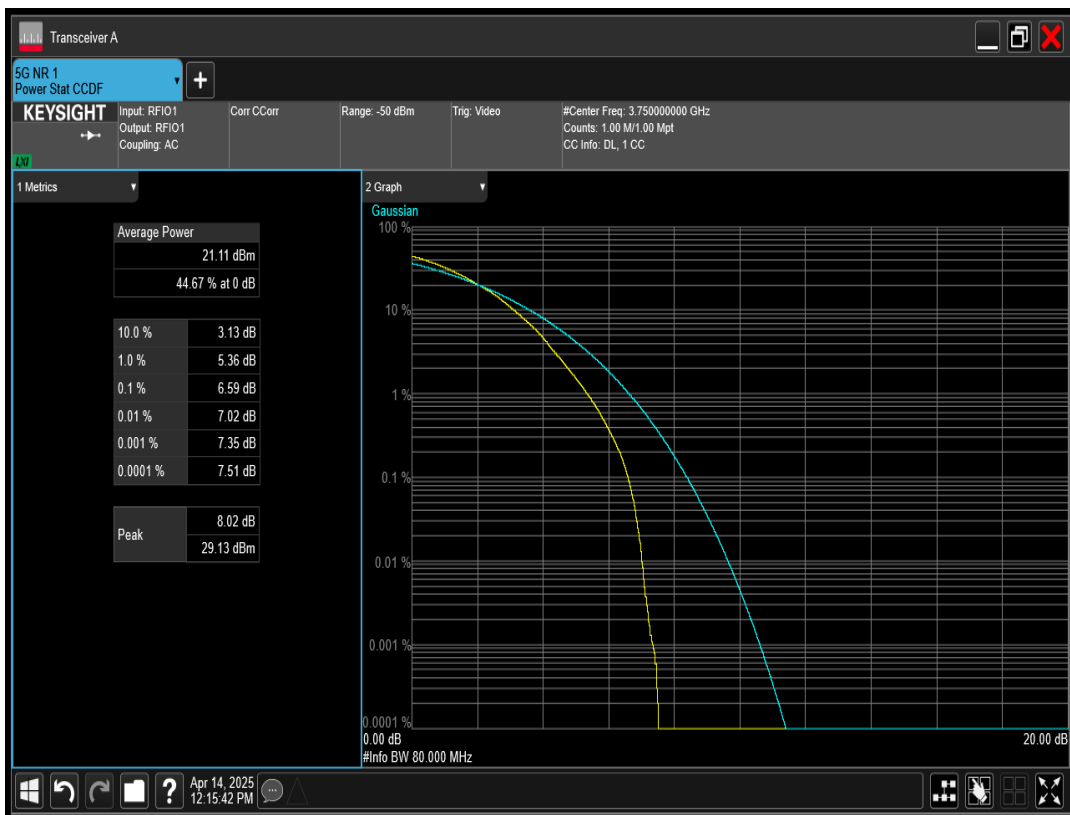 Transceiver A
5G NR 1
Power Stat CCDF
+
KEYSIGHT
LXI
Input: RFIO1
Output: RFIO1
Coupling: AC
Corr CCorr
Range: -50 dBm
Trig: Video
#Center Freq: 3.750000000 GHz
Counts: 1.00 M/1.00 Mpt
CC Info: DL, 1 CC
1 Metrics
Average Power
21.11 dBm
44.67 % at 0 dB
10.0 % 3.13 dB
1.0 % 5.36 dB
0.1 % 6.59 dB
0.01 % 7.02 dB
0.001 % 7.35 dB
0.0001 % 7.51 dB
Peak
8.02 dB
29.13 dBm
2 Graph
Gaussian
100 %
10 %
1 %
0.1 %
0.01 %
0.001 %
0.0001 %
0.00 dB 20.00 dB
#Info BW 80.000 MHz
?
Apr 14, 2025
12:15:42 PM